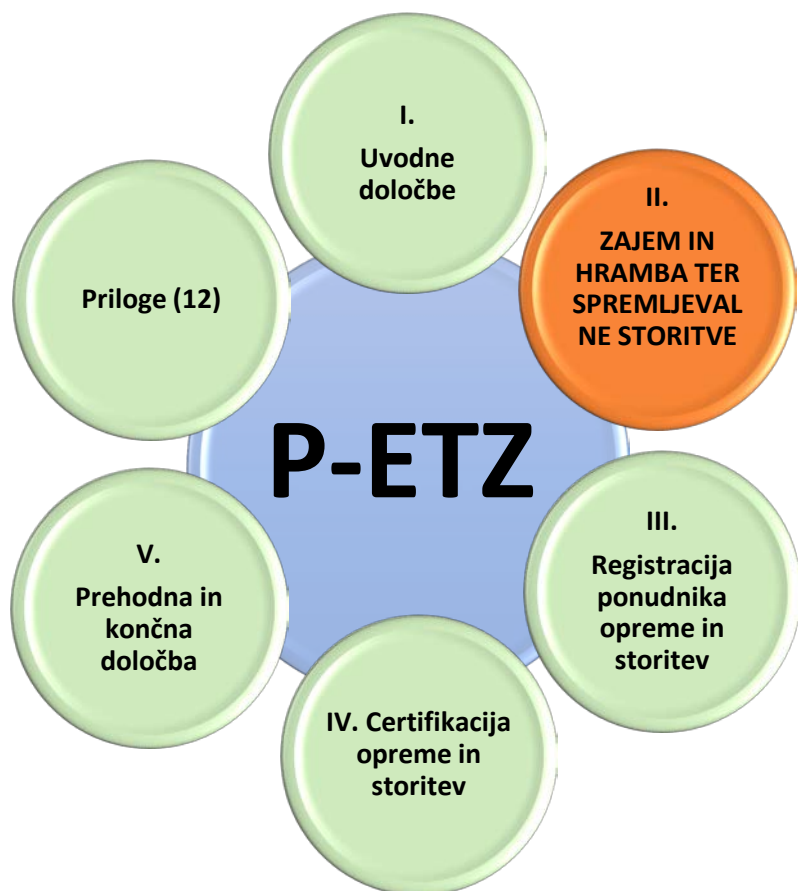 I.
Uvodne
določbe
II.
ZAJEM IN
HRAMBA TER
SPREMLJEVAL
NE STORITVE
III.
Registracija
ponudnika
opreme in
storitev
IV. Certifikacija
opreme in
storitev
V.
Prehodna in
končna
določba
Priloge (12)
P-ETZ